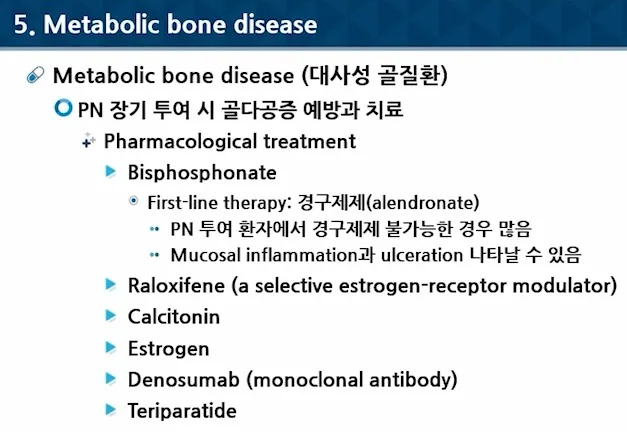 5. Metabolic bone disease
Metabolic bone disease (대사성 골질환)
PN 장기 투여 시 골다공증 예방과 치료
Pharmacological treatment
Bisphosphonate
First-line therapy: 경구제제(alendronate)
PN 투여 환자에서 경구제제 불가능한 경우 많음
Mucosal inflammation과 ulceration 나타날 수 있음
Raloxifene (a selective estrogen-receptor modulator)
Calcitonin
Estrogen
Denosumab (monoclonal antibody)
Teriparatide